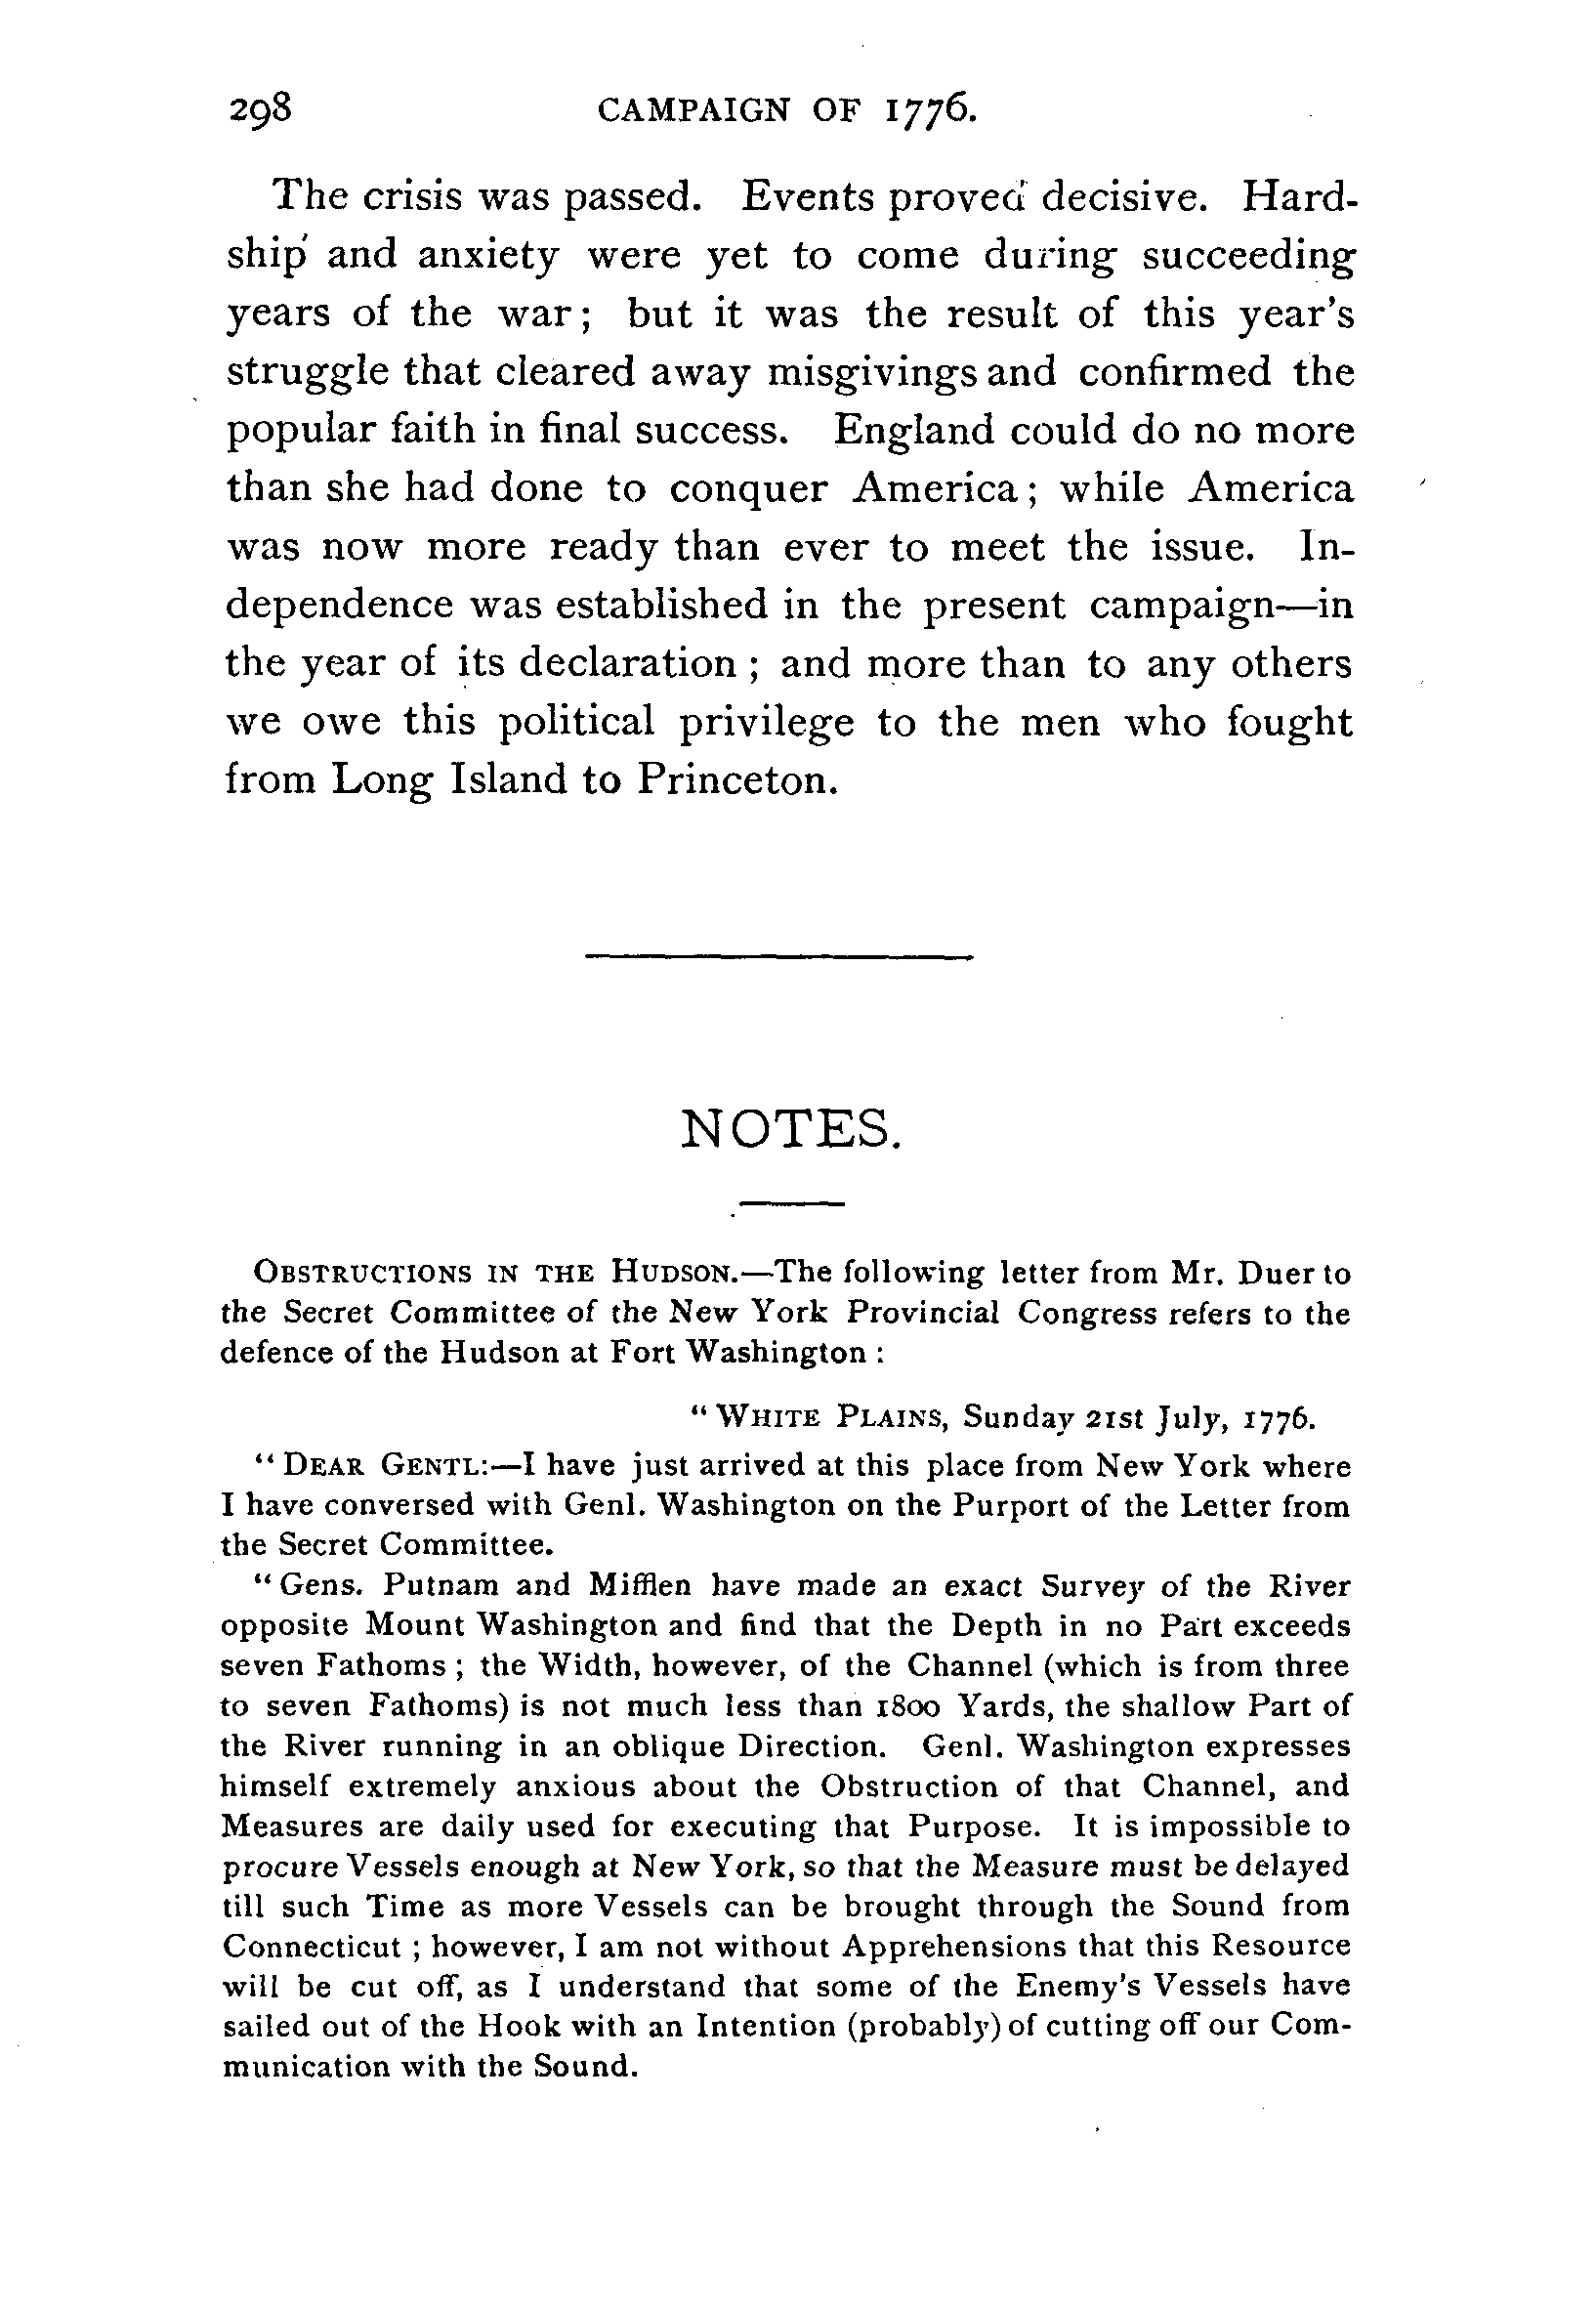 298 CAMPAIGN OF 1776.
The crisis was passed. Events proved decisive. Hard-
ship and anxiety were yet to come during succeeding
years of the war; but it was the result of this year's
struggle that cleared away misgivings and confirmed the
popular faith in final success. England could do no more
than she had done to conquer America; while America
was now more ready than ever to meet the issue. In-
dependence was established in the present campaign—in
the year of its declaration; and more than to any others
we owe this political privilege to the men who fought
from Long Island to Princeton.
NOTES.
OBSTRUCTIONS IN THE HUDSON.—The following letter from Mr. Duer to
the Secret Committee of the New York Provincial Congress refers to the
defence of the Hudson at Fort Washington:
"WHITE PLAINS, Sunday 21st July, 1776.
"DEAR GENTL:—I have just arrived at this place from New York where
I have conversed with Genl. Washington on the Purport of the Letter from
the Secret Committee.
"Gens. Putnam and Mifflen have made an exact Survey of the River
opposite Mount Washington and find that the Depth in no Part exceeds
seven Fathoms; the Width, however, of the Channel (which is from three
to seven Fathoms) is not much less than 1800 Yards, the shallow Part of
the River running in an oblique Direction. Genl. Washington expresses
himself extremely anxious about the Obstruction of that Channel, and
Measures are daily used for executing that Purpose. It is impossible to
procure Vessels enough at New York, so that the Measure must be delayed
till such Time as more Vessels can be brought through the Sound from
Connecticut; however, I am not without Apprehensions that this Resource
will be cut off, as I understand that some of the Enemy's Vessels have
sailed out of the Hook with an Intention (probably) of cutting off our Com-
munication with the Sound.